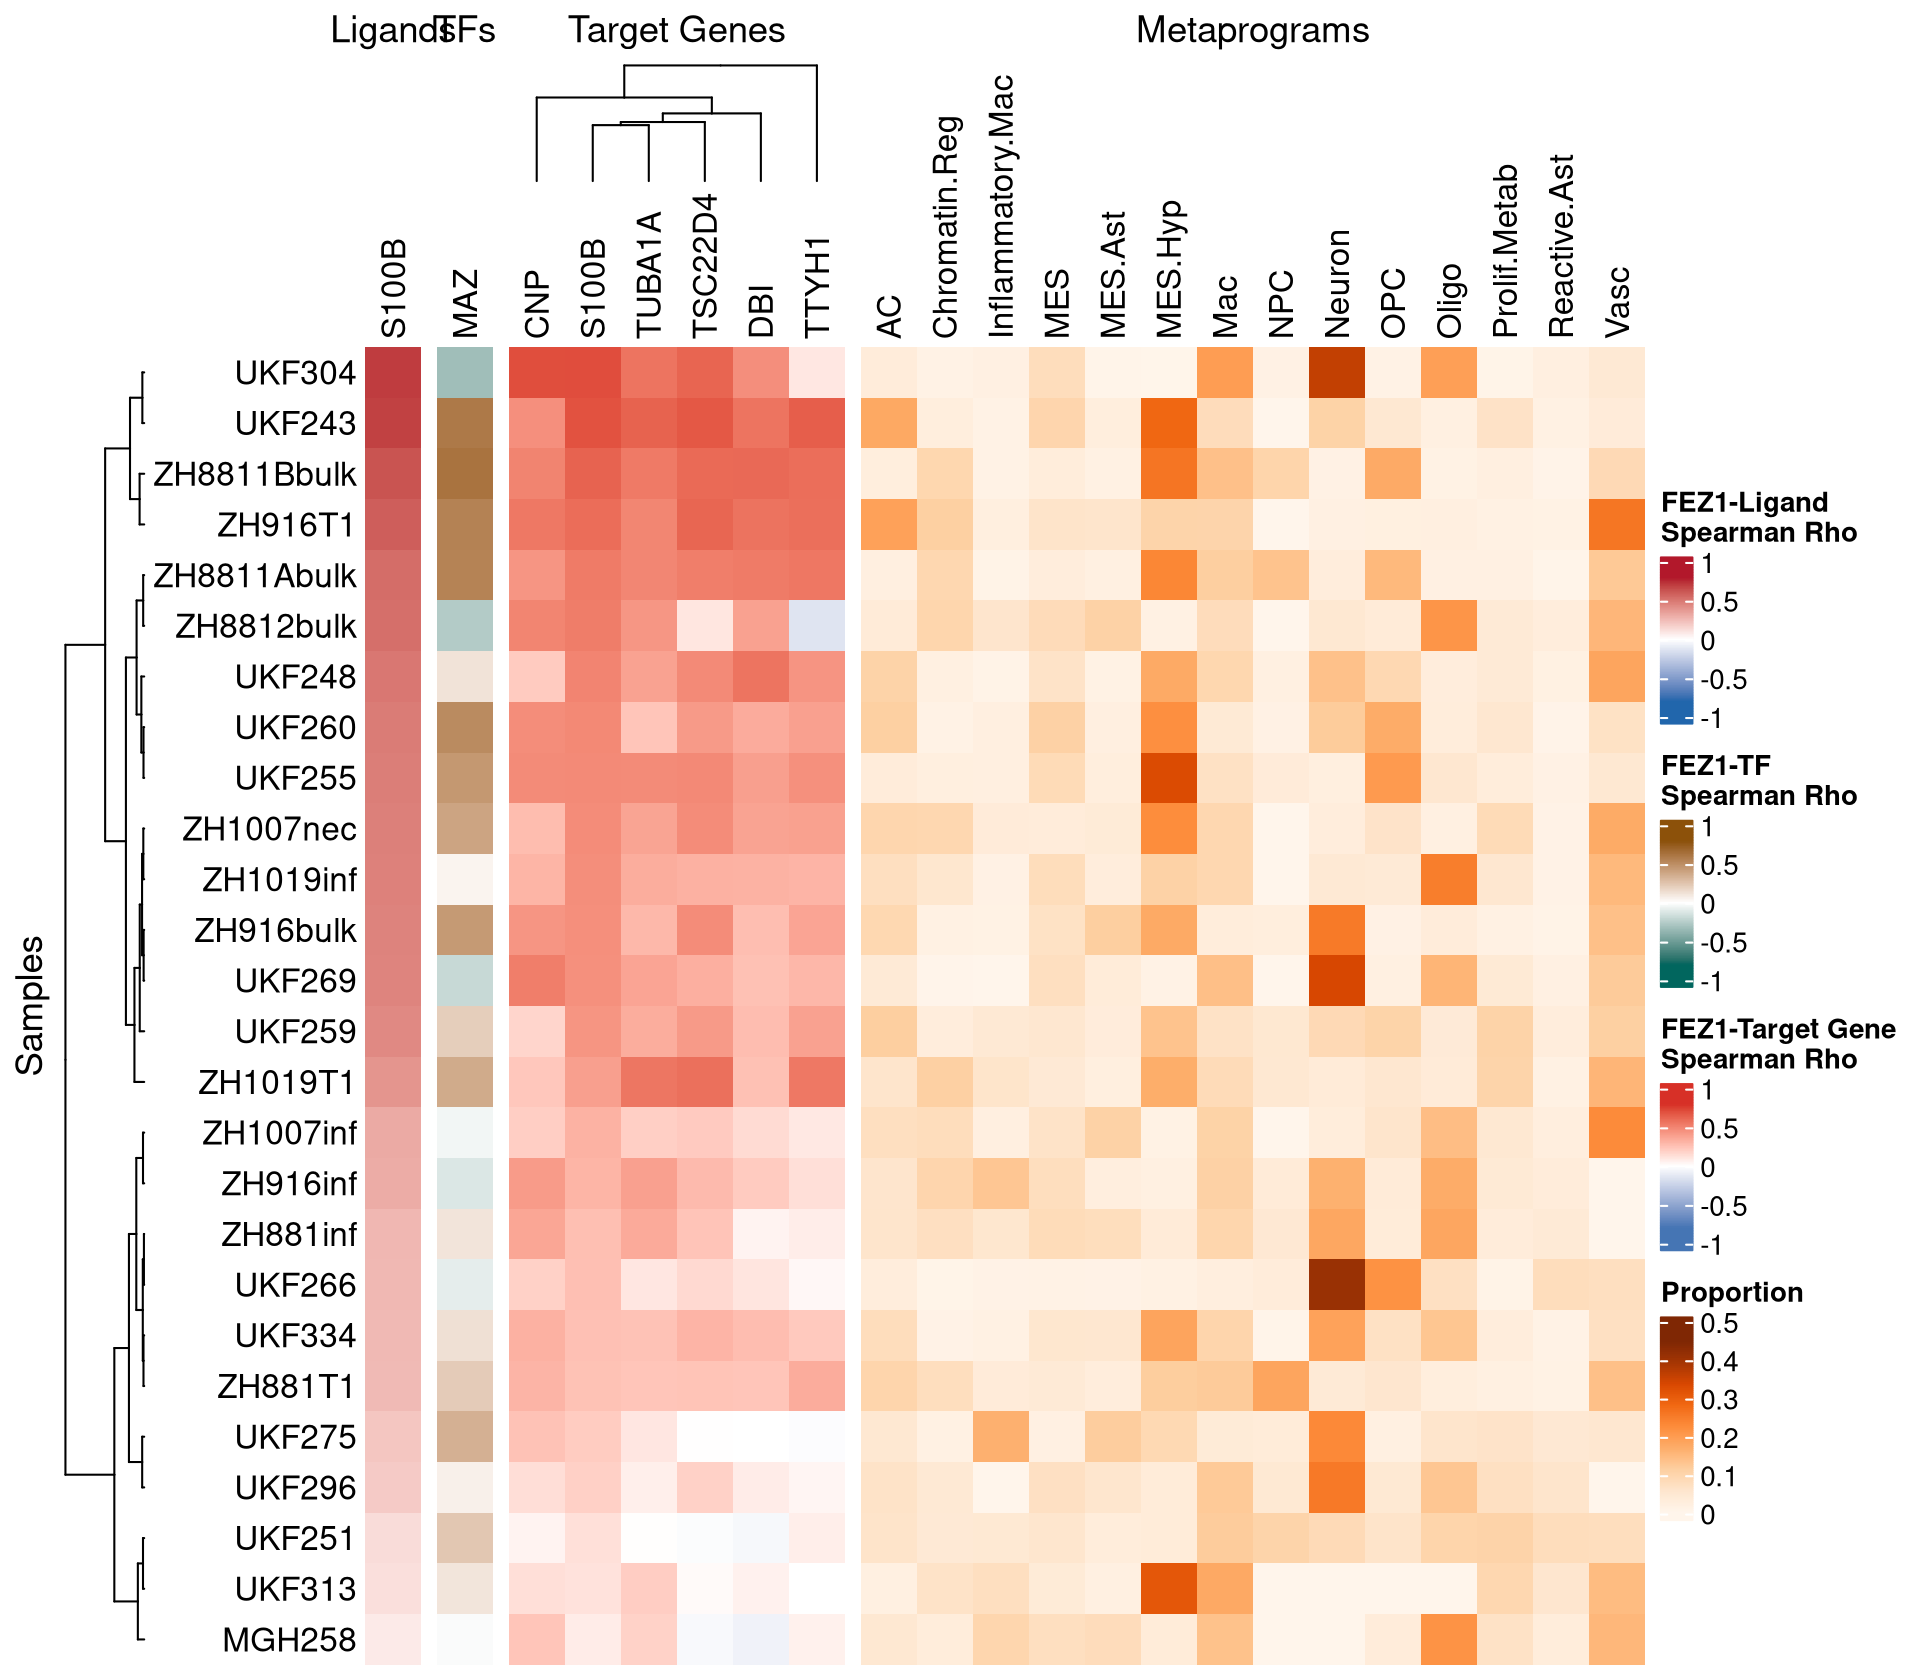 Ligands
TFs
Target Genes
Metaprograms
S100B
MAZ
CNP
S100B
TUBA1A
TSC22D4
DBI
TTYH1
AC
Chromatin.Reg
Inflammatory.Mac
MES
MES.Ast
MES.Hyp
Mac
NPC
Neuron
OPC
Oligo
Prolif.Metab
Reactive.Ast
Vasc
Samples
UKF304
UKF243
ZH8811Bbulk
ZH916T1
ZH8811Abulk
ZH8812bulk
UKF248
UKF260
UKF255
ZH1007nec
ZH1019inf
ZH916bulk
UKF269
UKF259
ZH1019T1
ZH1007inf
ZH916inf
ZH881inf
UKF266
UKF334
ZH881T1
UKF275
UKF296
UKF251
UKF313
MGH258
FEZ1-Ligand
Spearman Rho
1
0.5
0
-0.5
-1
FEZ1-TF
Spearman Rho
1
0.5
0
-0.5
-1
FEZ1-Target Gene
Spearman Rho
1
0.5
0
-0.5
-1
Proportion
0.5
0.4
0.3
0.2
0.1
0